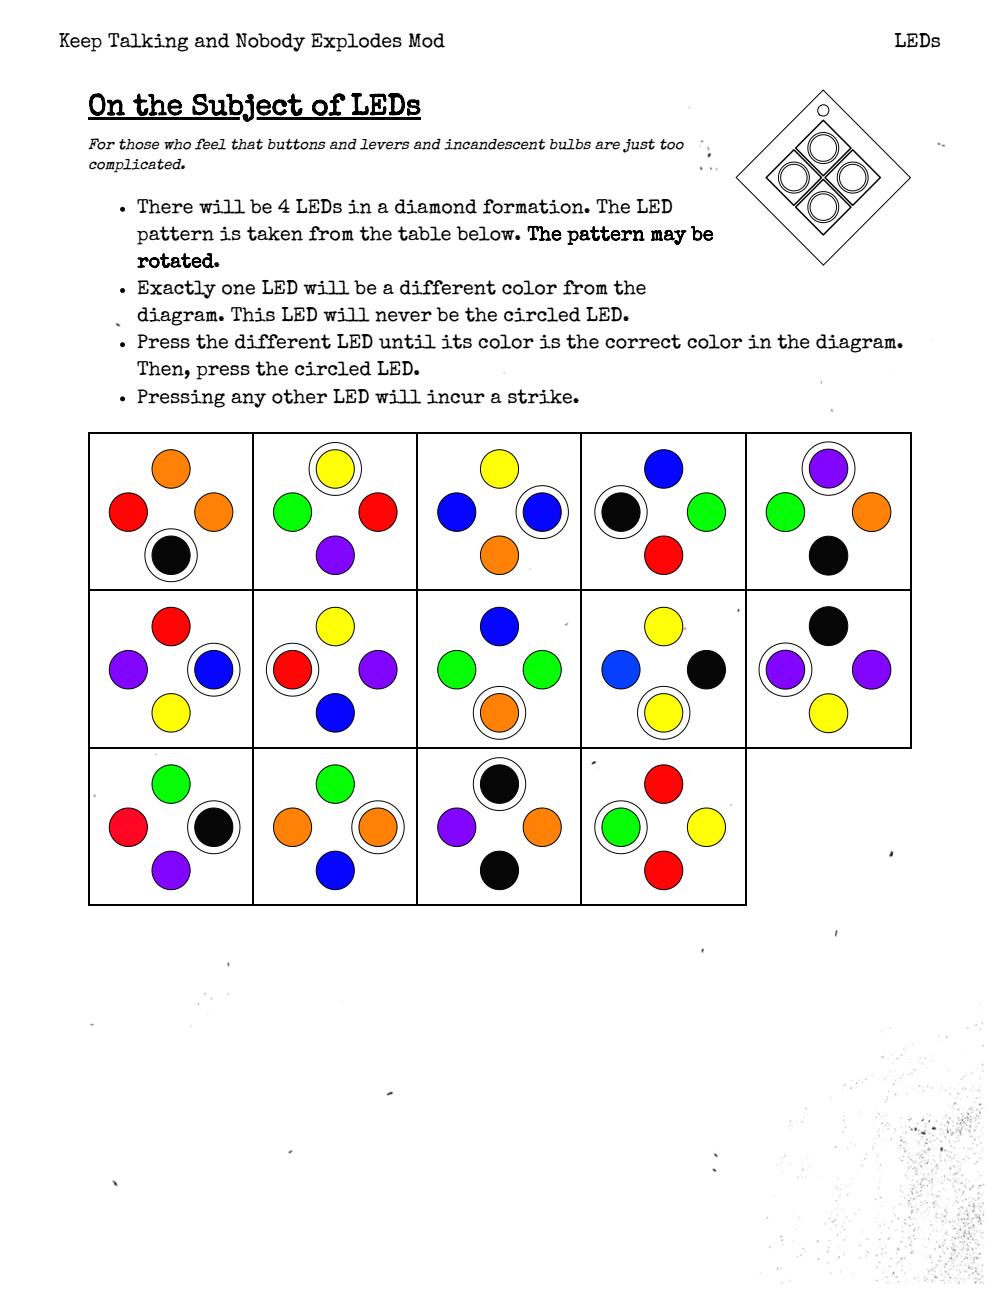 Keep Talking and Nobody Explodes Mod
LEDs
On the Subject of LEDs
For those who feel that buttons and levers and incandescent bulbs are just too
complicated.
• There will be 4 LEDs in a diamond formation. The LED
pattern is taken from the table below. The pattern may be
rotated.
• Exactly one LED will be a different color from the
diagram. This LED will never be the circled LED.
• Press the different LED until its color is the correct color in the diagram.
Then, press the circled LED.
• Pressing any other LED will incur a strike.